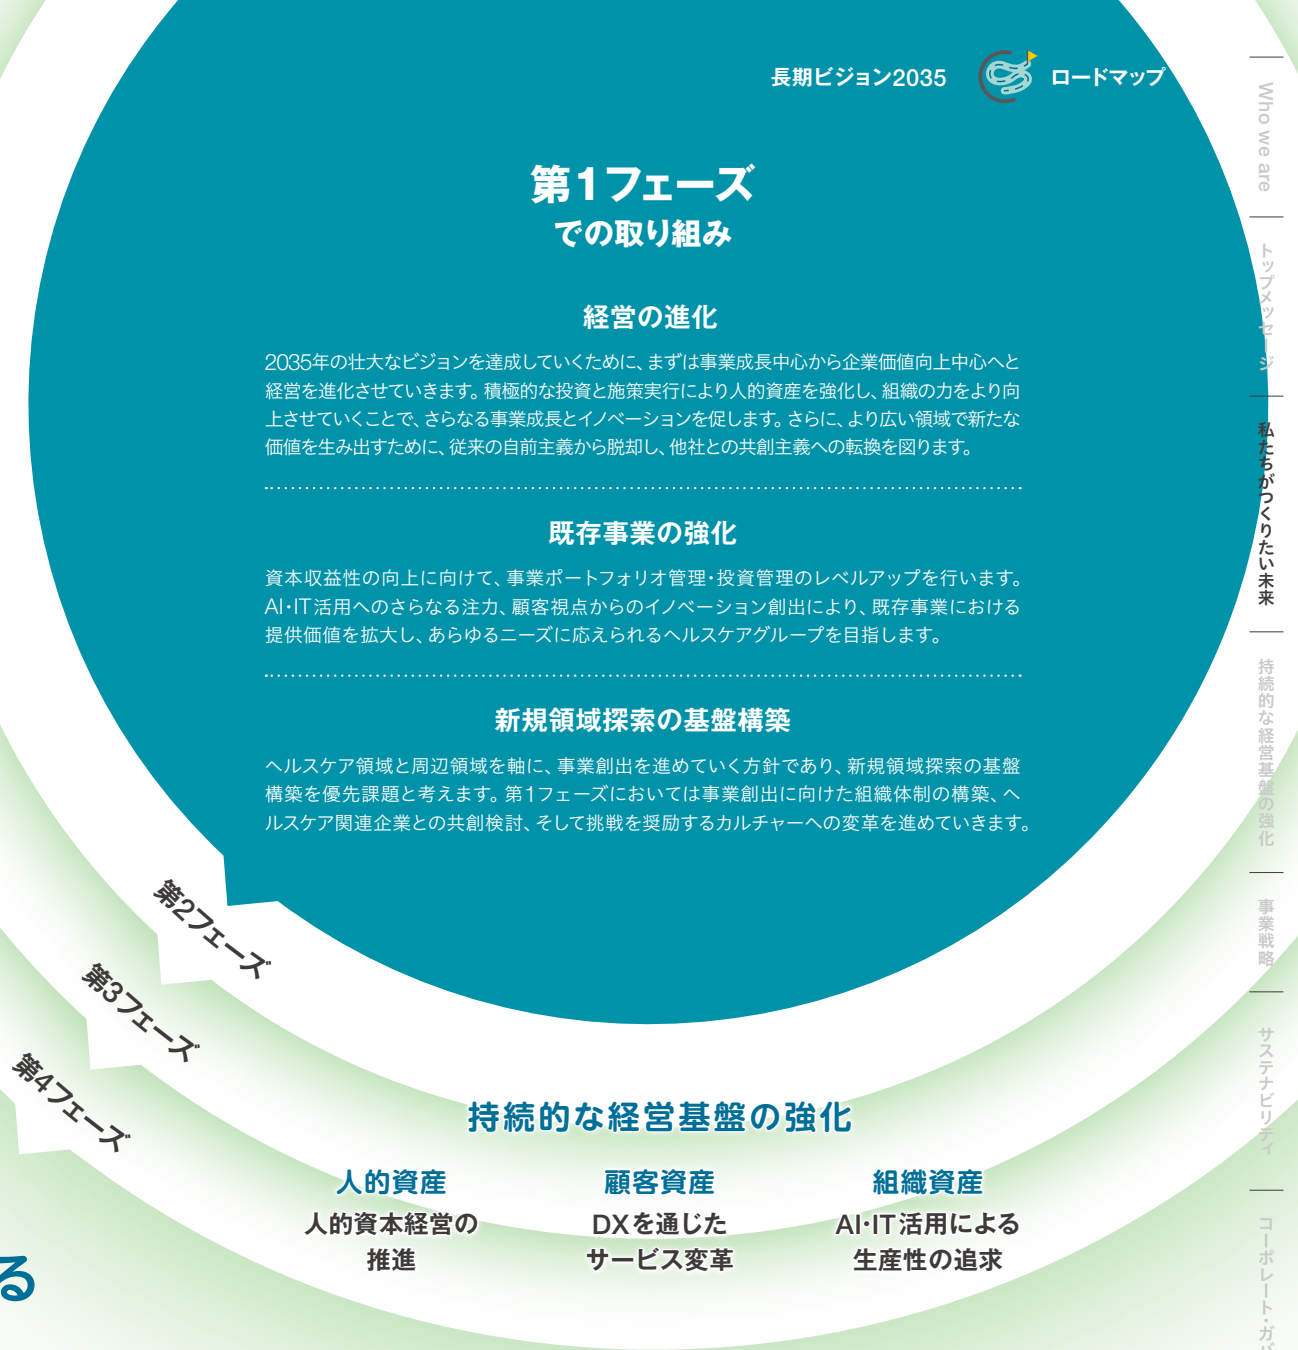 長期ビジョン2035
ロードマップ
第1フェーズ
での取り組み
経営の進化
2035年の壮大なビジョンを達成していくために、まずは事業成長中心から企業価値向上中心へと
経営を進化させていきます。積極的な投資と施策実行により人的資産を強化し、組織の力をより向
上させていくことで、さらなる事業成長とイノベーションを促します。さらに、より広い領域で新たな
価値を生み出すために、従来の自前主義から脱却し、他社との共創主義への転換を図ります。
既存事業の強化
資本収益性の向上に向けて、事業ポートフォリオ管理・投資管理のレベルアップを行います。
AI・IT活用へのさらなる注力、顧客視点からのイノベーション創出により、既存事業における
提供価値を拡大し、あらゆるニーズに応えられるヘルスケアグループを目指します。
新規領域探索の基盤構築
ヘルスケア領域と周辺領域を軸に、事業創出を進めていく方針であり、新規領域探索の基盤
構築を優先課題と考えます。第1フェーズにおいては事業創出に向けた組織体制の構築、ヘ
ルスケア関連企業との共創検討、そして挑戦を奨励するカルチャーへの変革を進めていきます。
第2フェーズ
第3フェーズ
第4フェーズ
持続的な経営基盤の強化
人的資産
人的資本経営の
推進
顧客資産
DXを通じた
サービス変革
組織資産
AI・IT活用による
生産性の追求
る
Who we are
トップメッセージ
私たちがつくりたい未来
持続的な経営基盤の強化
事業戦略
サステナビリティ
コーポレート・ガバ